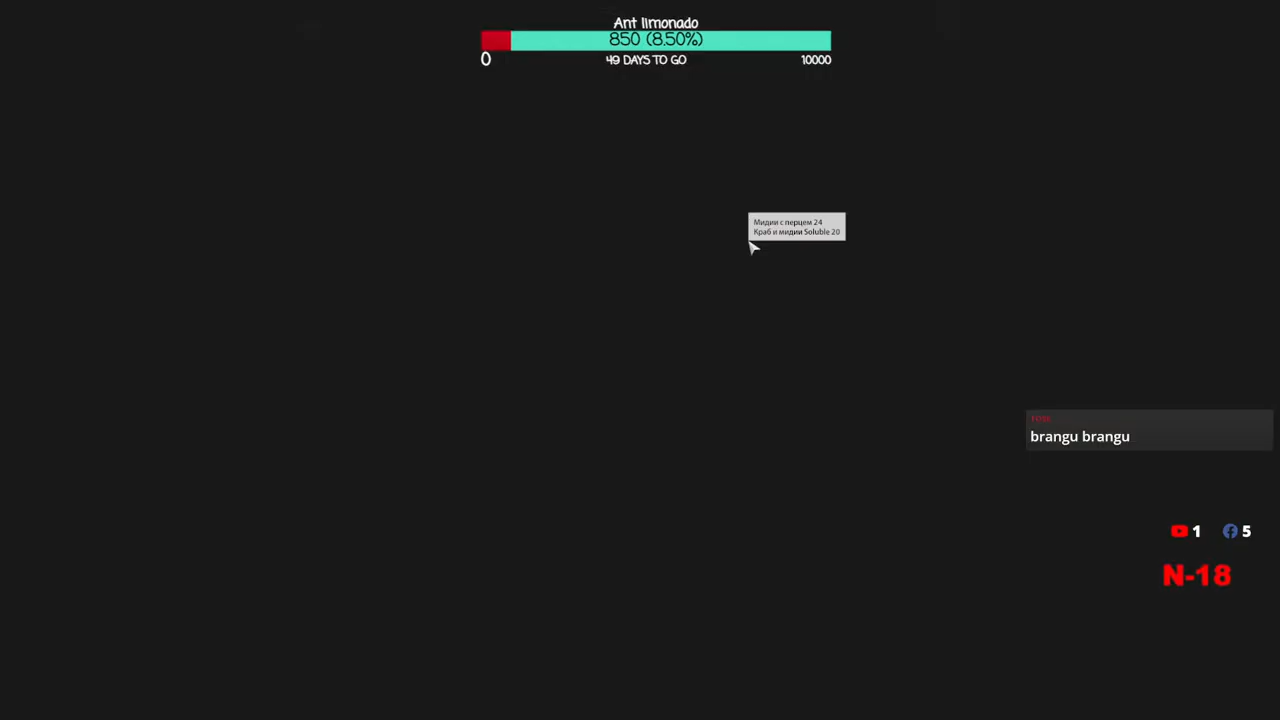 Ant limonado
850 (8.50%)
0
49 DAYS TO GO
10000
Мидии с перцем 24
Краб и мидии Soluble 20
brangu brangu
1
5
N-18